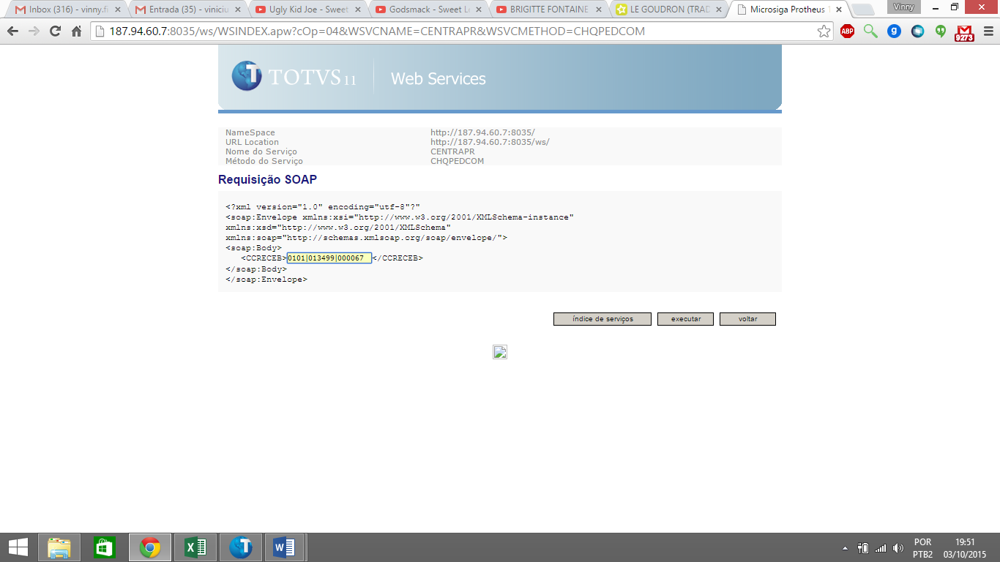 Inbox (316) - vinny.f
Entrada (35) - viniciu
Ugly Kid Joe - Sweet
Godsmack - Sweet Le
BRIGITTE FONTAINE
LE GOUDRON (TRAD
Microsiga Protheus 1
Vinny
187.94.60.7:8035/ws/WSINDEX.apw?cOp=04&WSVCNAME=CENTRAPR&WSVCMETHOD=CHQPEDCOM
ABP
g
9273
TOTVS 11
Web Services
NameSpace http://187.94.60.7:8035/
URL Location http://187.94.60.7:8035/ws/
Nome do Serviço CENTRAPR
Método do Serviço CHQPEDCOM
Requisição SOAP
<?xml version="1.0" encoding="utf-8"?"
<soap:Envelope xmlns:xsi="http://www.w3.org/2001/XMLSchema-instance"
xmlns:xsd="http://www.w3.org/2001/XMLSchema"
xmlns:soap="http://schemas.xmlsoap.org/soap/envelope/">
<soap:Body>
<CCRECEB>0101|013499|000067</CCRECEB>
</soap:Body>
</soap:Envelope>
índice de serviços
executar
voltar
POR
PTB2
19:51
03/10/2015